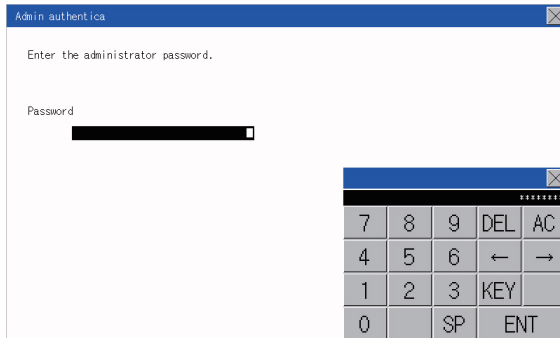 Admin authentica
Enter the administrator password.
Password
*******
7 8 9 DEL AC
4 5 6 ← →
1 2 3 KEY
0 SP ENT